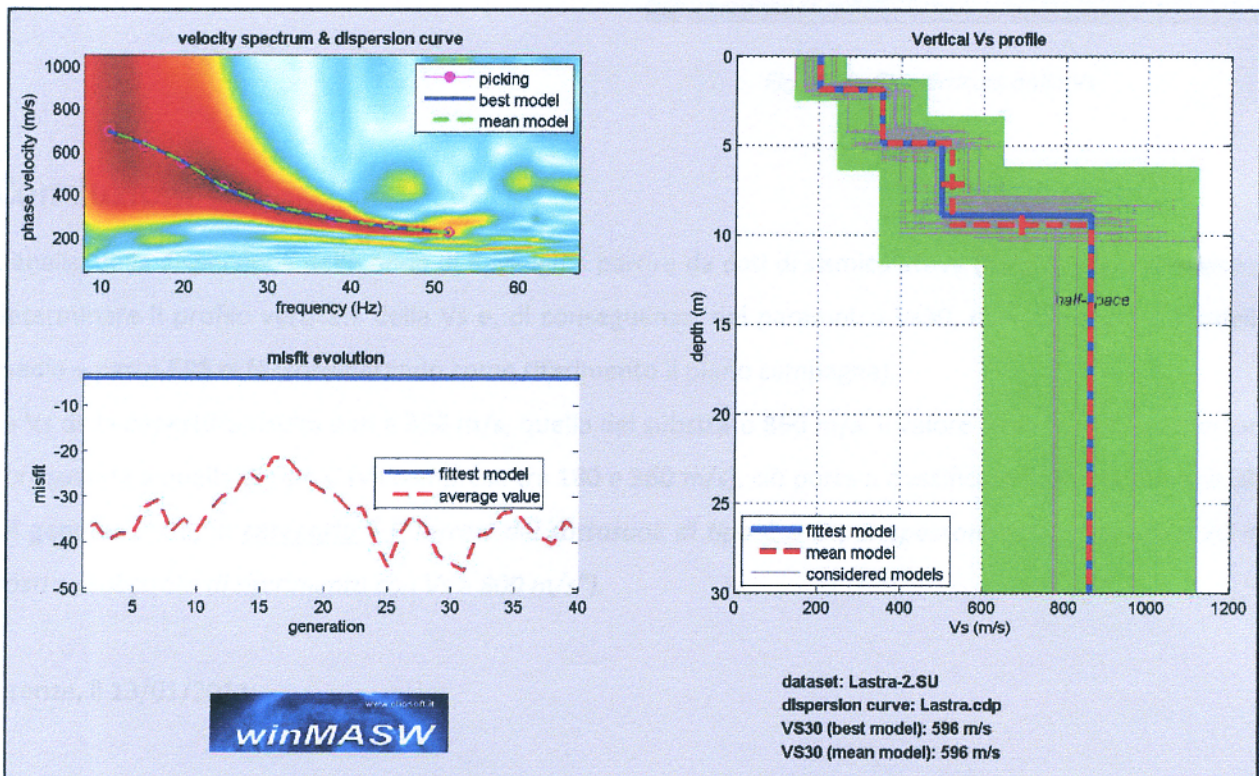 velocity spectrum & dispersion curve
1000
800
600
400
200
phase velocity (m/s)
picking
best model
mean model
10
20
30
40
50
60
frequency (Hz)
misfit evolution
-10
-20
-30
-40
-50
misfit
fittest model
average value
5
10
15
20
25
30
35
40
generation
www.eliosoft.it
winMASW
Vertical Vs profile
0
5
10
15
20
25
30
depth (m)
half-space
fittest model
mean model
considered models
0
200
400
600
800
1000
1200
Vs (m/s)
dataset: Lastra-2.SU
dispersion curve: Lastra.cdp
VS30 (best model): 596 m/s
VS30 (mean model): 596 m/s